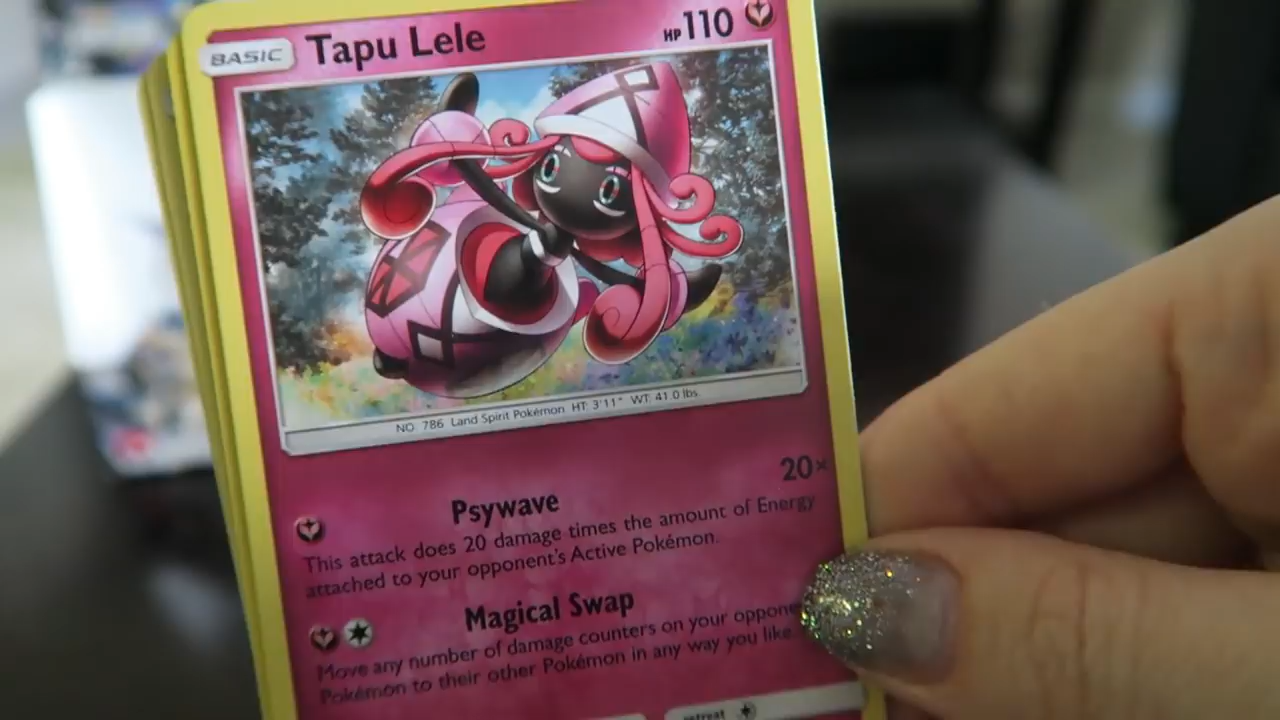 BASIC Tapu Lele HP 110
NO. 786 Land Spirit Pokémon HT: 3'11" WT: 41.0 lbs.
Psywave 20×
This attack does 20 damage times the amount of Energy
attached to your opponent's Active Pokémon.
Magical Swap
Move any number of damage counters on your
Pokémon to their other Pokémon in any way you like.
retreat